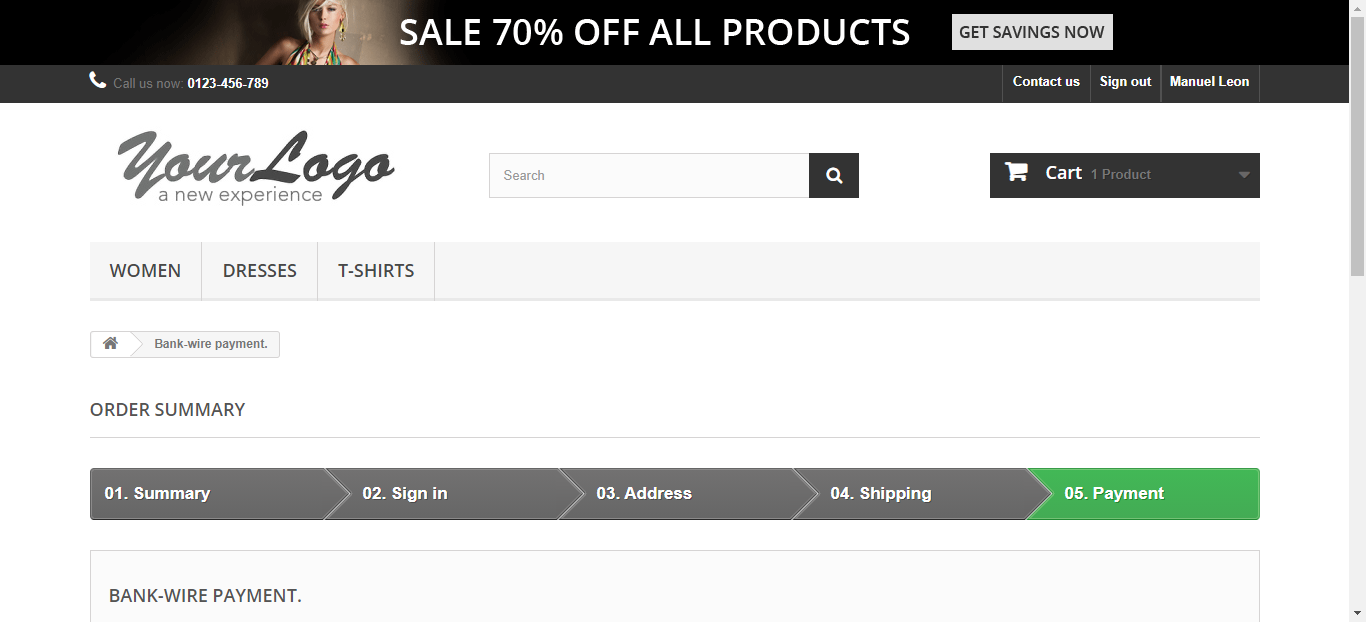 SALE 70% OFF ALL PRODUCTS GET SAVINGS NOW
Call us now: 0123-456-789 Contact us Sign out Manuel Leon
YourLogo
a new experience
Search
Cart 1 Product
WOMEN DRESSES T-SHIRTS
Bank-wire payment.
ORDER SUMMARY
01. Summary 02. Sign in 03. Address 04. Shipping 05. Payment
BANK-WIRE PAYMENT.